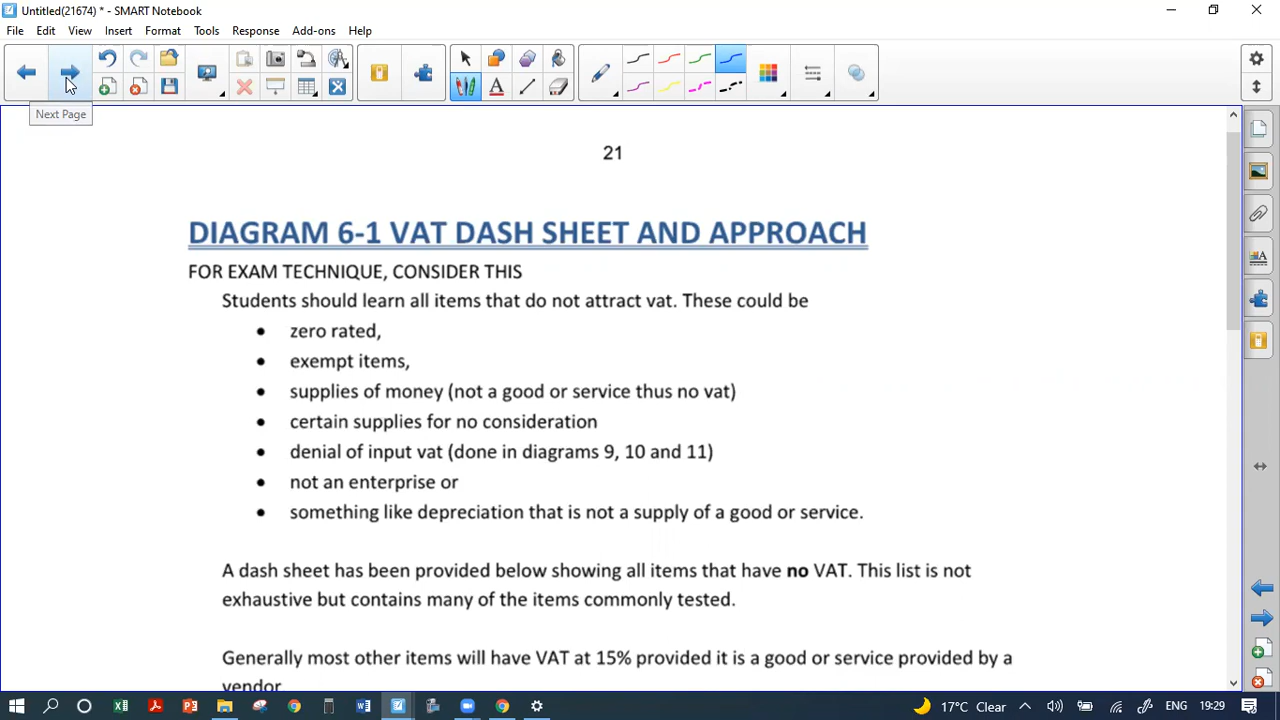 Untitled(21674) * - SMART Notebook
File Edit View Insert Format Tools Response Add-ons Help
Next Page
21
DIAGRAM 6-1 VAT DASH SHEET AND APPROACH
FOR EXAM TECHNIQUE, CONSIDER THIS
Students should learn all items that do not attract vat. These could be
• zero rated,
• exempt items,
• supplies of money (not a good or service thus no vat)
• certain supplies for no consideration
• denial of input vat (done in diagrams 9, 10 and 11)
• not an enterprise or
• something like depreciation that is not a supply of a good or service.
A dash sheet has been provided below showing all items that have no VAT. This list is not
exhaustive but contains many of the items commonly tested.
Generally most other items will have VAT at 15% provided it is a good or service provided by a
vendor
17°C Clear ENG 19:29